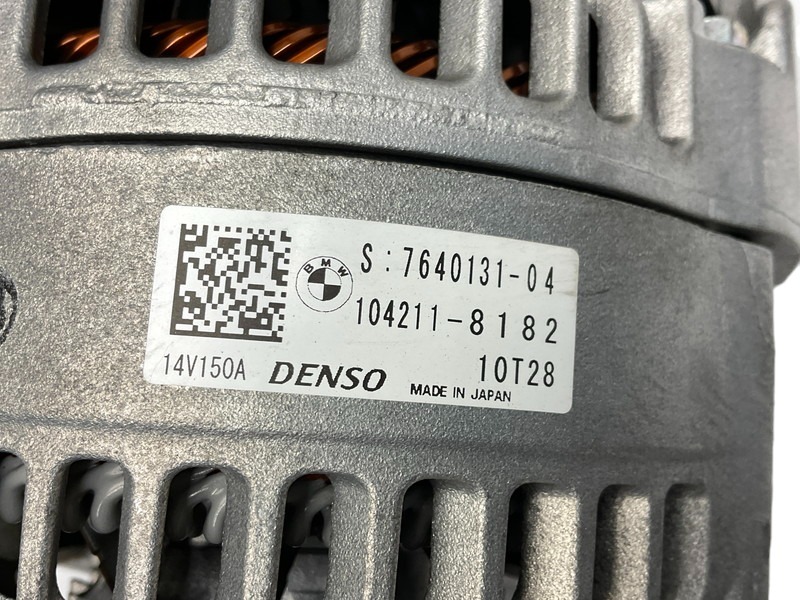 BMW
S:7640131-04
104211-8182
14V150A DENSO 10T28
MADE IN JAPAN